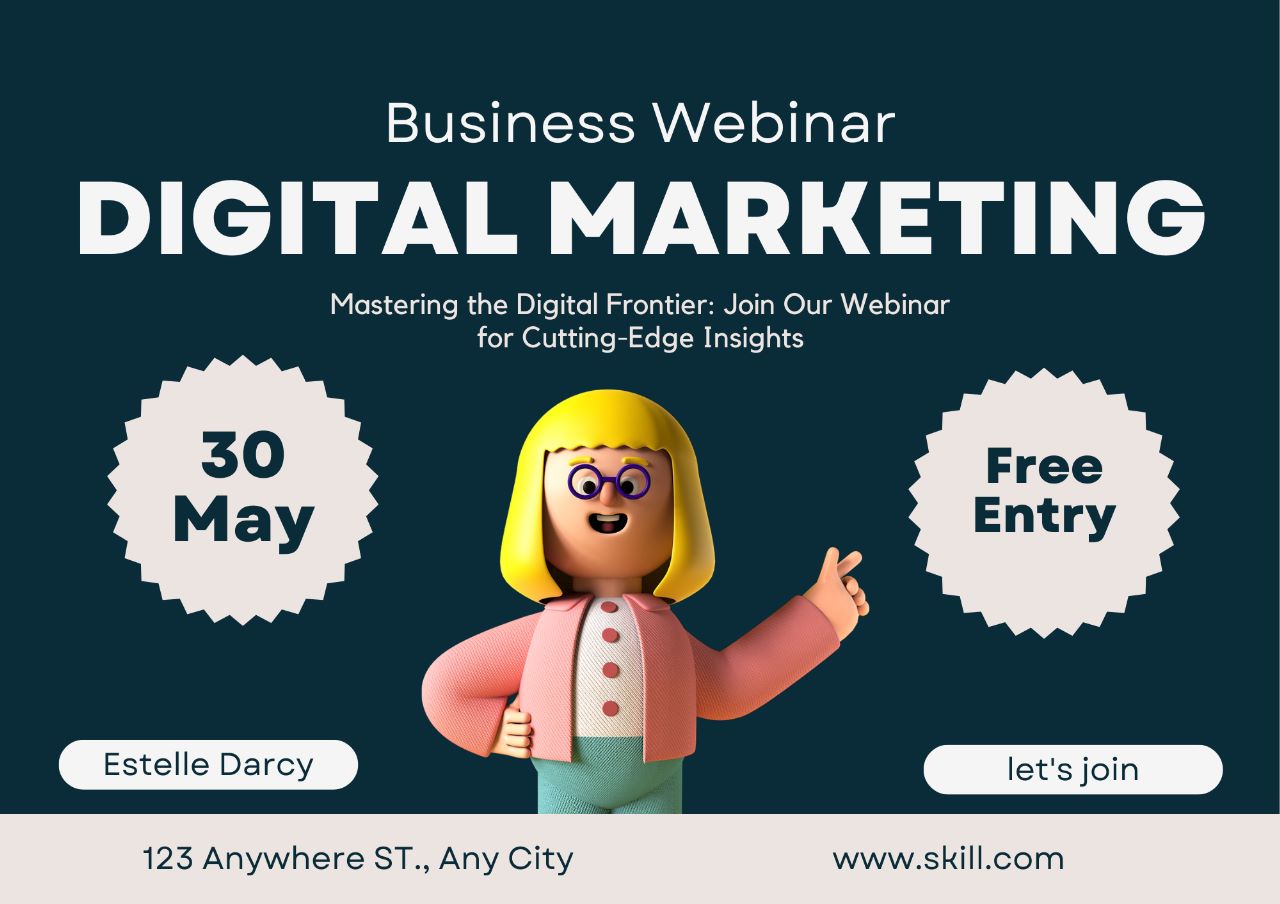 Business Webinar
DIGITAL MARKETING
Mastering the Digital Frontier: Join Our Webinar
for Cutting-Edge Insights
30
May
Free
Entry
Estelle Darcy
let's join
123 Anywhere ST., Any City
www.skill.com